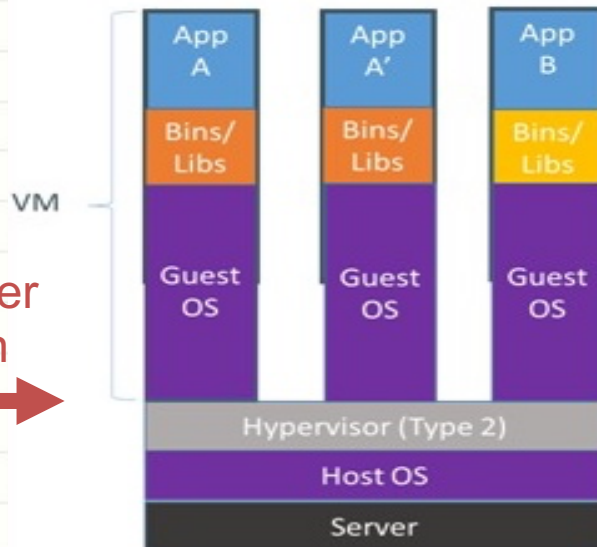 App
A
App
A’
App
B
Bins/
Libs
Bins/
Libs
Bins/
Libs
VM
Guest
OS
Guest
OS
Guest
OS
Hypervisor (Type 2)
Host OS
Server